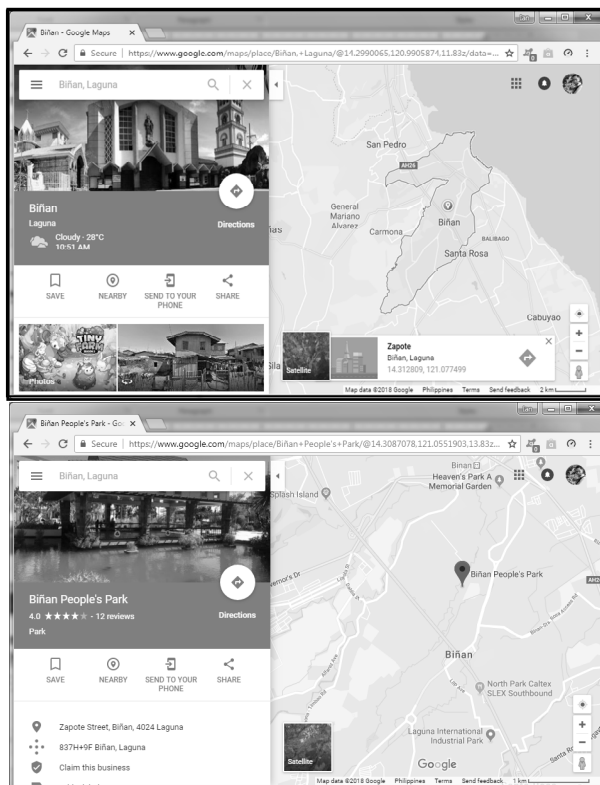 Biñan - Google Maps
Secure | https://www.google.com/maps/place/Biñan,+Laguna/@14.2990065,120.9905874,11.83z/data=...
0
Biñan, Laguna
San Pedro
AH26
General
Mariano
Alvarez
Carmona
Biñan
BALIBAGO
Santa Rosa
Cabuyao
Biñan
Laguna
Directions
Cloudy · 28°C
10:51 AM
SAVE
NEARBY
SEND TO YOUR
PHONE
SHARE
TINY
FARM
Photos
Satellite
Zapote
Biñan, Laguna
14.312809, 121.077499
Map data ©2018 Google Philippines Terms Send feedback 2 km
Biñan People's Park - Goo
Secure | https://www.google.com/maps/place/Biñan+People's+Park/@14.3087078,121.0551903,13.83z...
0
Biñan, Laguna
Binan
Heaven's Park A
Memorial Garden
Splash Island
Biñan People's Park
AH26
Biñan
North Park Caltex
SLEX Southbound
Laguna International
Industrial Park
Google
Biñan People's Park
4.0 ★★★★★ - 12 reviews
Directions
Park
SAVE
NEARBY
SEND TO YOUR
PHONE
SHARE
Zapote Street, Biñan, 4024 Laguna
837H+9F Biñan, Laguna
Claim this business
Satellite
Map data ©2018 Google Philippines Terms Send feedback 1 km